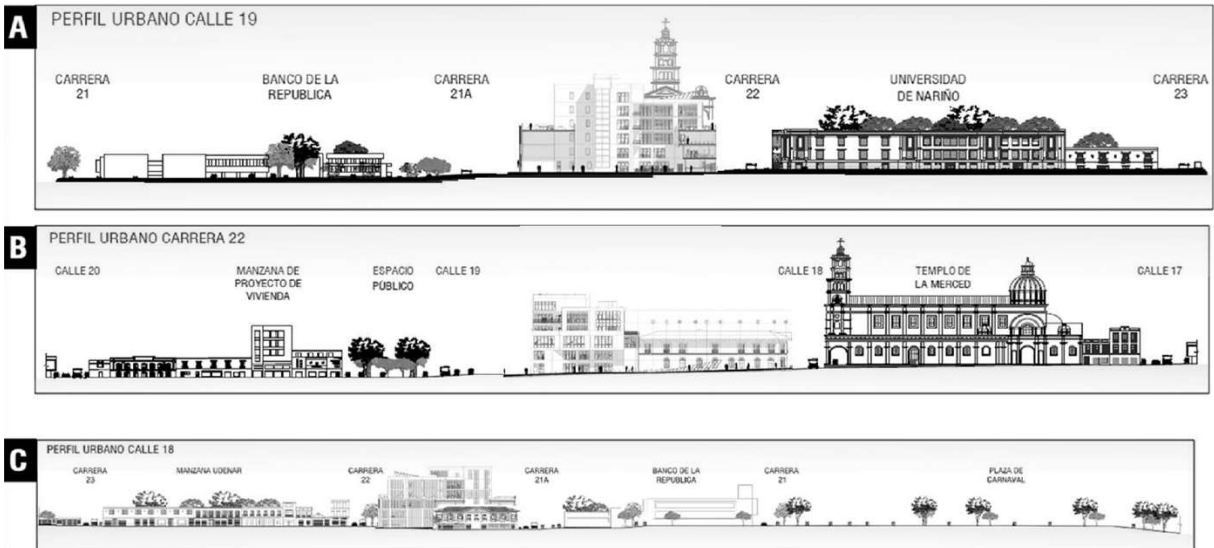 A
PERFIL URBANO CALLE 19
CARRERA
21
BANCO DE LA
REPUBLICA
CARRERA
21A
CARRERA
22
UNIVERSIDAD
DE NARIÑO
CARRERA
23
B
PERFIL URBANO CARRERA 22
CALLE 20
MANZANA DE
PROYECTO DE
VIVIENDA
ESPACIO
PÚBLICO
CALLE 19
CALLE 18
TEMPLO DE
LA MERCED
CALLE 17
C
PERFIL URBANO CALLE 18
CARRERA
23
MANZANA UDENAR
CARRERA
22
CARRERA
21A
BANCO DE LA
REPUBLICA
CARRERA
21
PLAZA DE
CARNAVAL